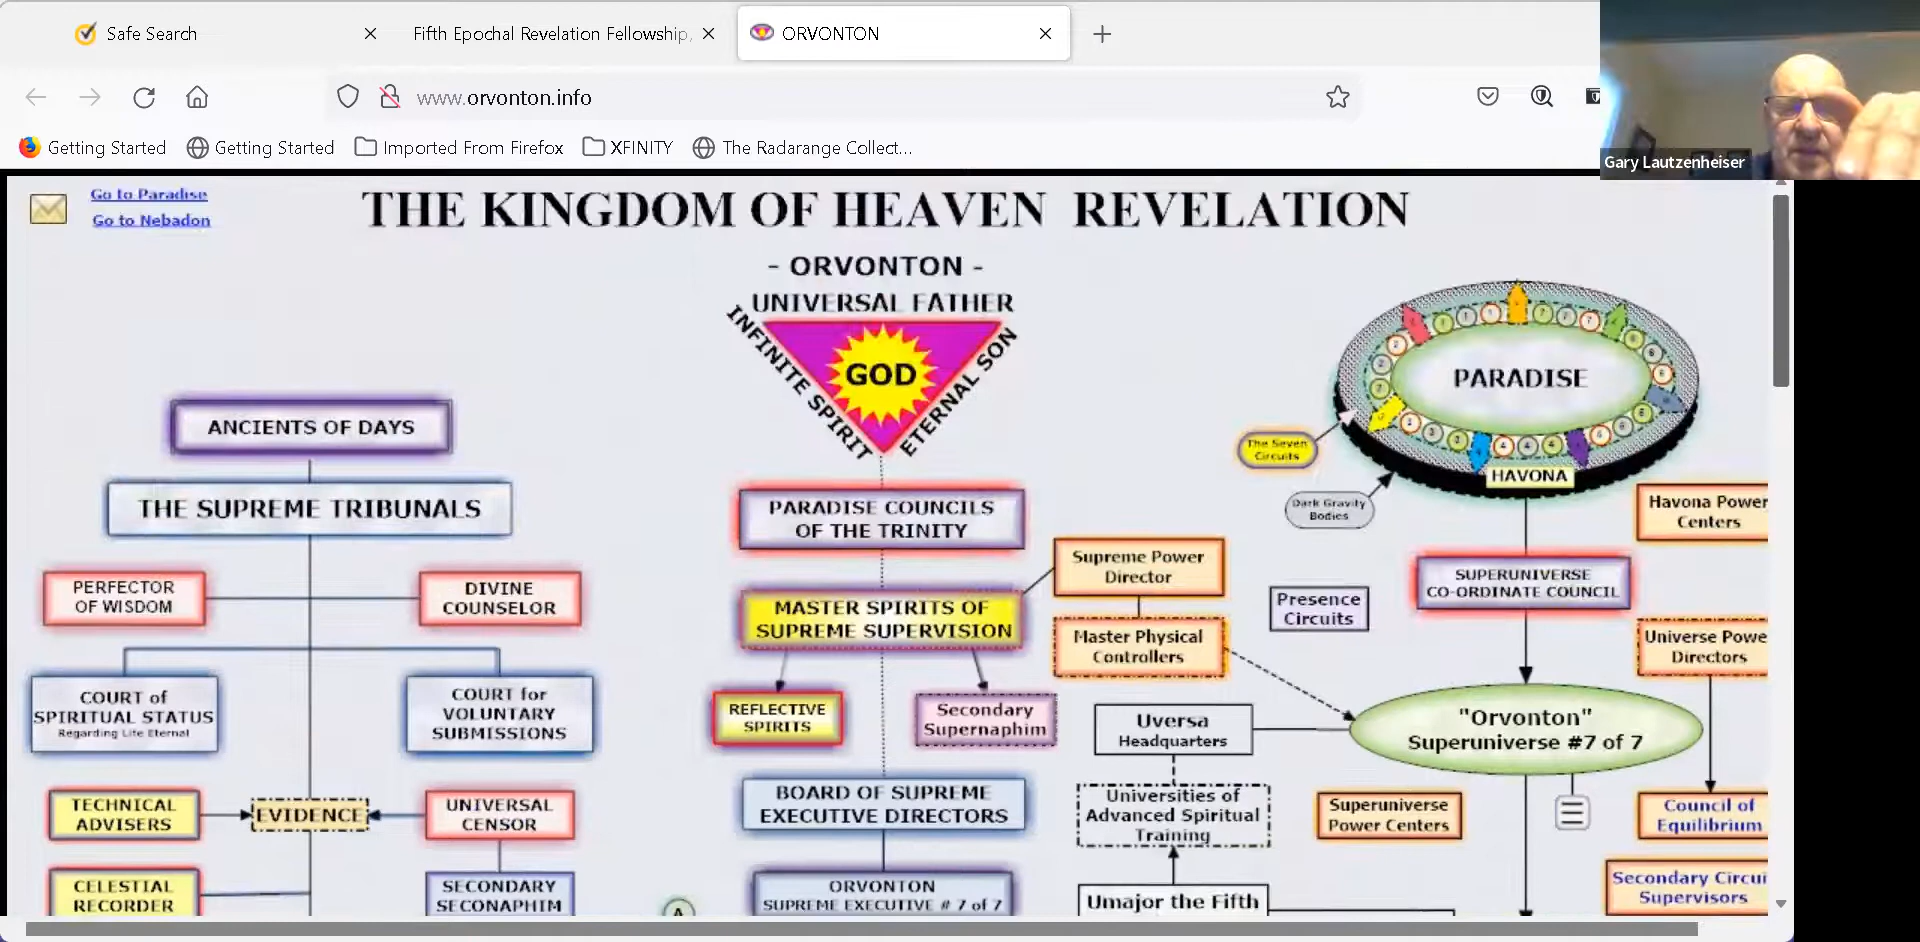 Safe Search
Fifth Epochal Revelation Fellowship,
ORVONTON
www.orvonton.info
Getting Started
Getting Started
Imported From Firefox
XFINITY
The Radarange Collect...
Gary Lautzenheiser
Go to Paradise
Go to Nebadon
THE KINGDOM OF HEAVEN REVELATION
- ORVONTON -
UNIVERSAL FATHER
INFINITE SPIRIT
ETERNAL SON
GOD
ANCIENTS OF DAYS
THE SUPREME TRIBUNALS
PERFECTOR
OF WISDOM
DIVINE
COUNSELOR
COURT of
SPIRITUAL STATUS
Regarding Life Eternal
COURT for
VOLUNTARY
SUBMISSIONS
TECHNICAL
ADVISERS
EVIDENCE
UNIVERSAL
CENSOR
CELESTIAL
RECORDER
SECONDARY
SECONAPHIM
PARADISE COUNCILS
OF THE TRINITY
MASTER SPIRITS OF
SUPREME SUPERVISION
REFLECTIVE
SPIRITS
Secondary
Supernaphim
BOARD OF SUPREME
EXECUTIVE DIRECTORS
ORVONTON
SUPREME EXECUTIVE # 7 of 7
A
Supreme Power
Director
Master Physical
Controllers
Uversa
Headquarters
Universities of
Advanced Spiritual
Training
Umajor the Fifth
PARADISE
HAVONA
The Seven
Circuits
Dark Gravity
Bodies
Havona Power
Centers
SUPERUNIVERSE
CO-ORDINATE COUNCIL
Presence
Circuits
Universe Powe
Directors
"Orvonton"
Superuniverse #7 of 7
Superuniverse
Power Centers
Council of
Equilibrium
Secondary Circui
Supervisors